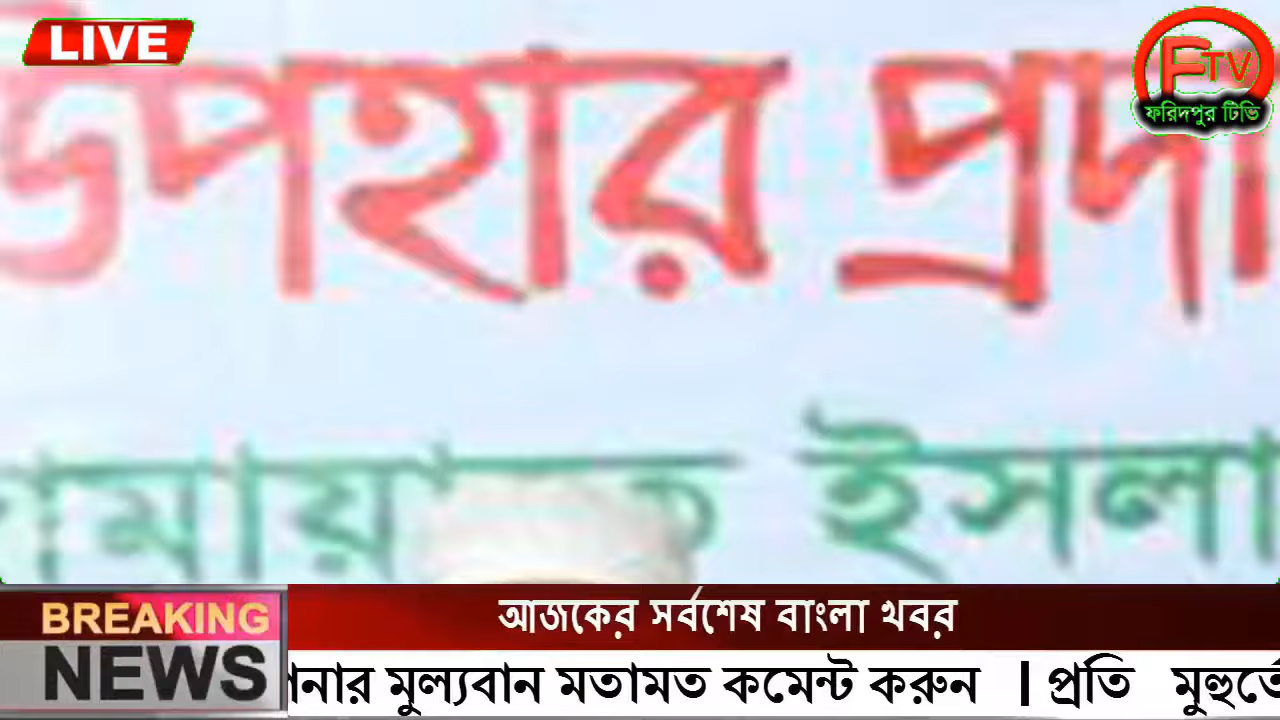 LIVE
FTV
ফরিদপুর টিভি
উপহার প্রদা
মায়াত ইসলা
BREAKING
NEWS
আজকের সর্বশেষ বাংলা খবর
নার মুল্যবান মতামত কমেন্ট করুন | প্রতি মুহুর্তে